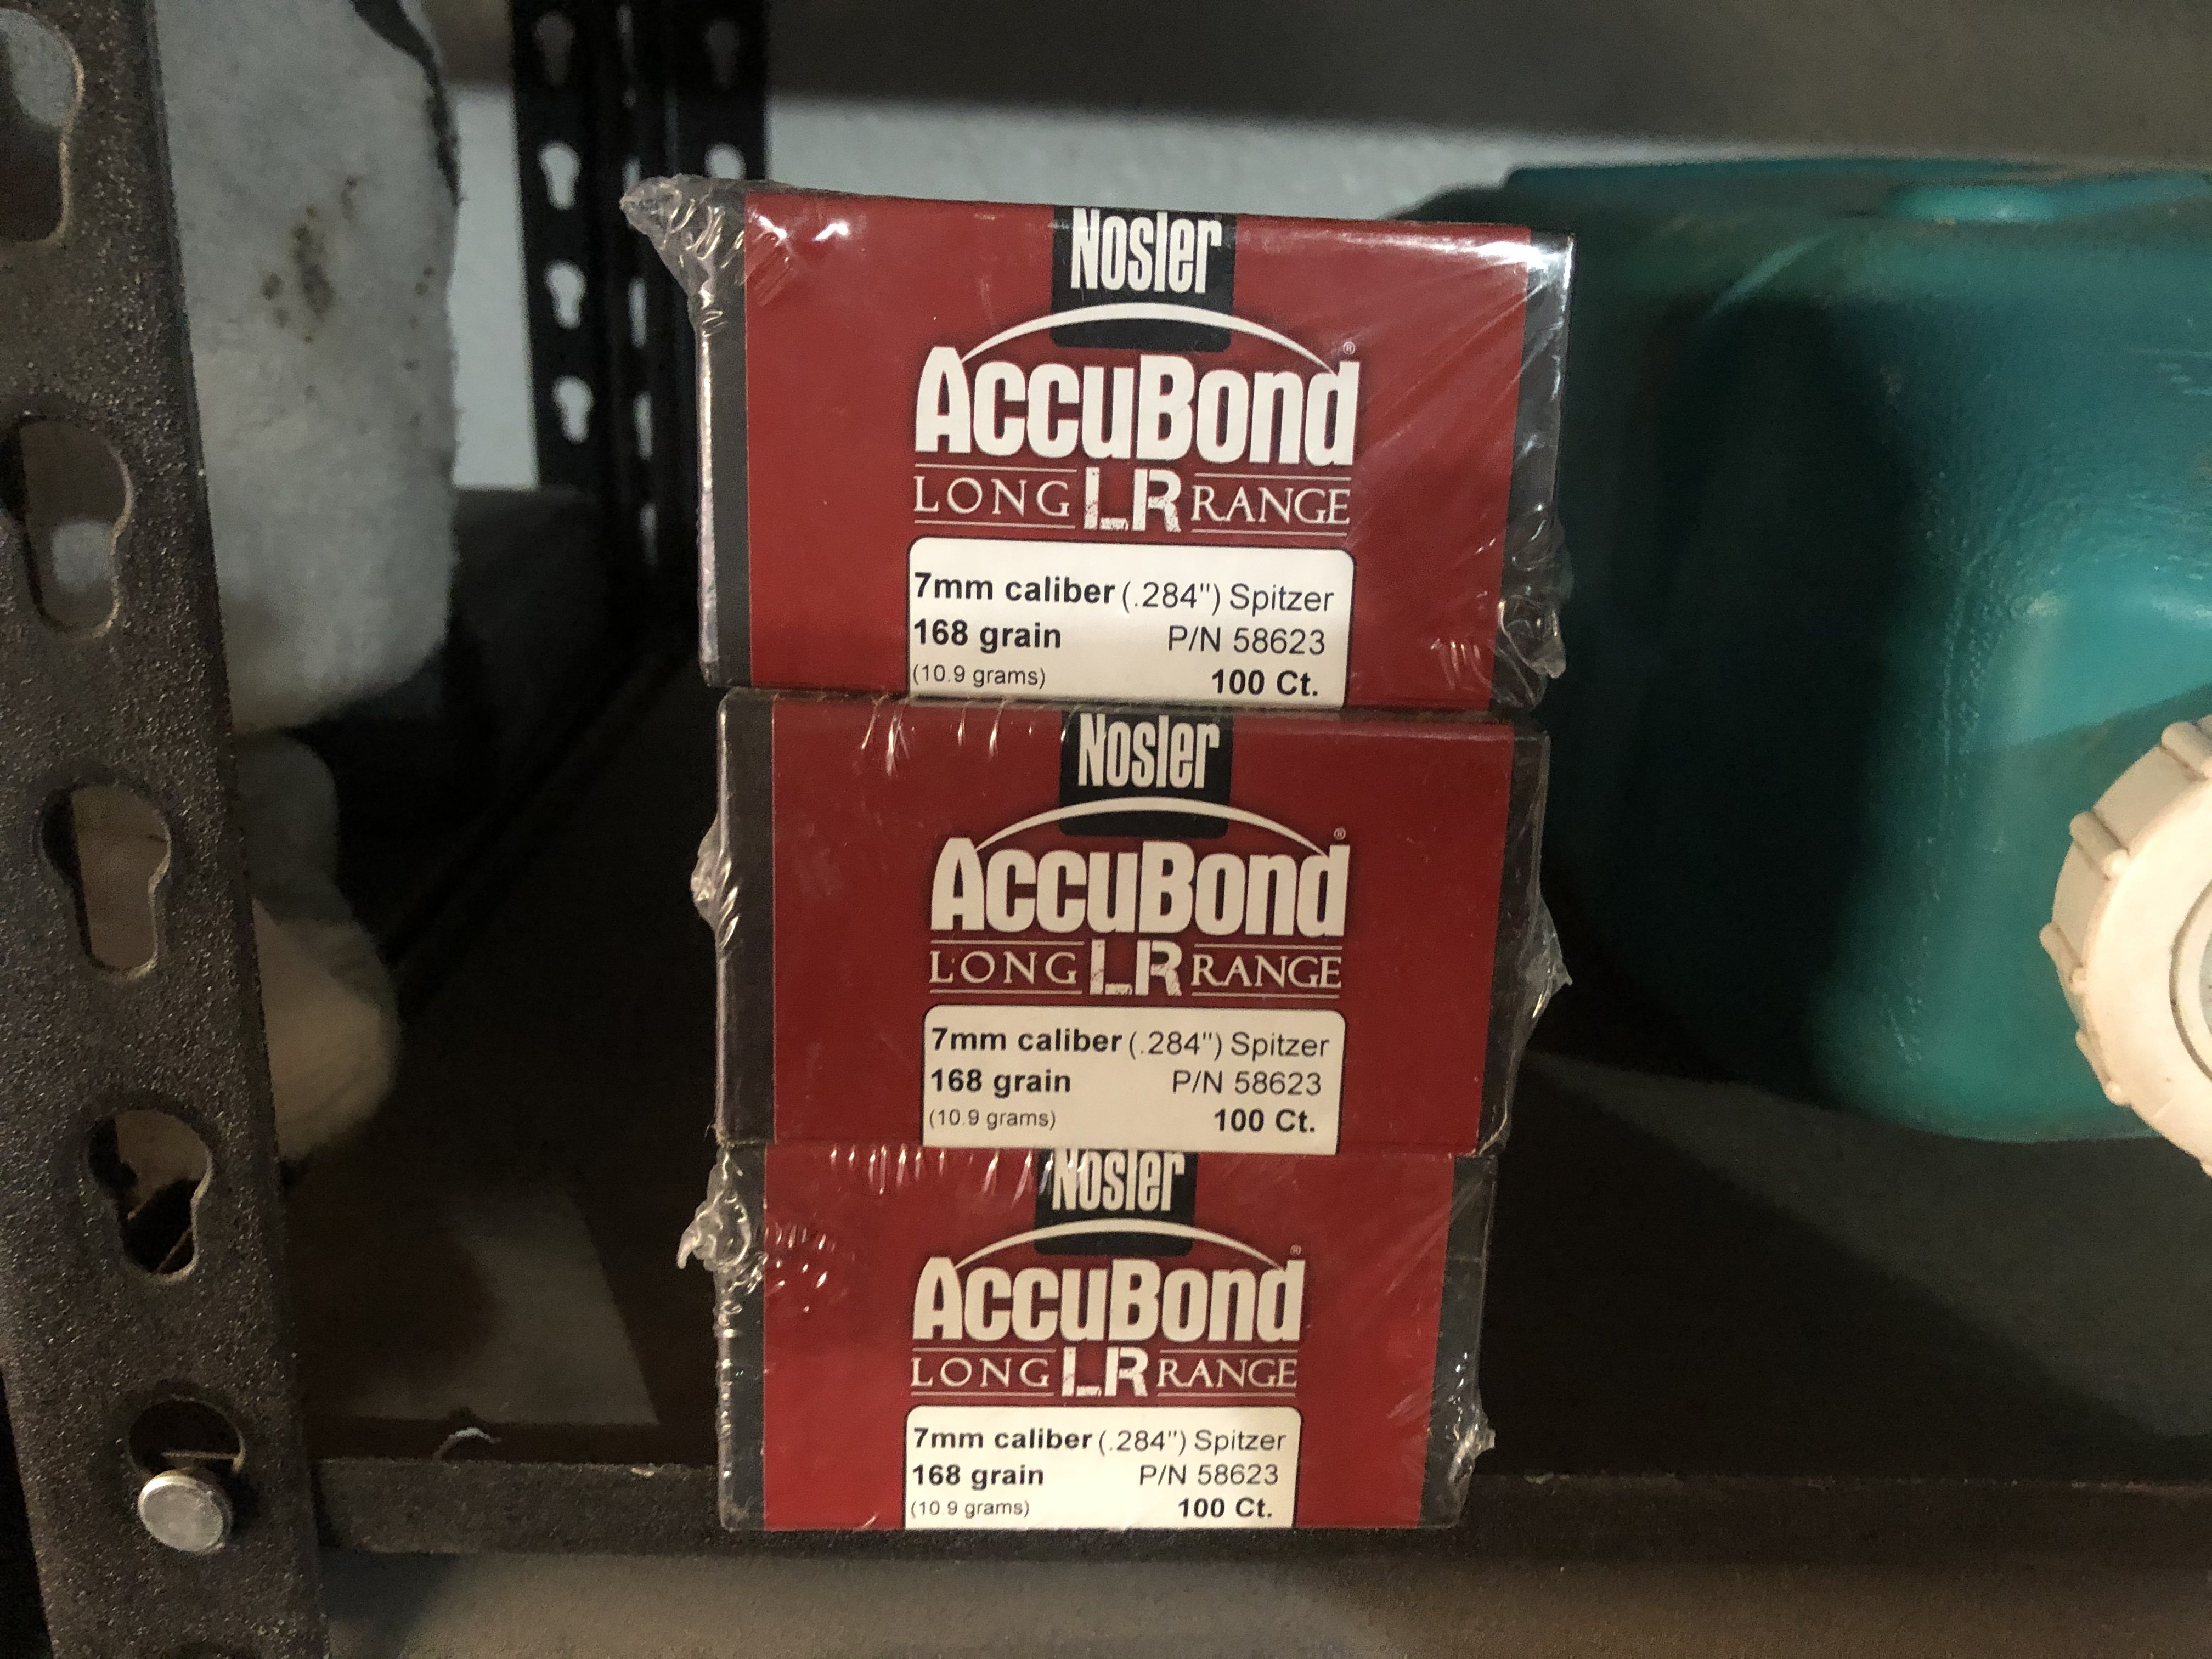 Nosler
AccuBond®
LONG LR RANGE
7mm caliber (.284") Spitzer
168 grain P/N 58623
(10.9 grams) 100 Ct.
Nosler
AccuBond®
LONG LR RANGE
7mm caliber (.284") Spitzer
168 grain P/N 58623
(10.9 grams) 100 Ct.
Nosler
AccuBond®
LONG LR RANGE
7mm caliber (.284") Spitzer
168 grain P/N 58623
(10.9 grams) 100 Ct.